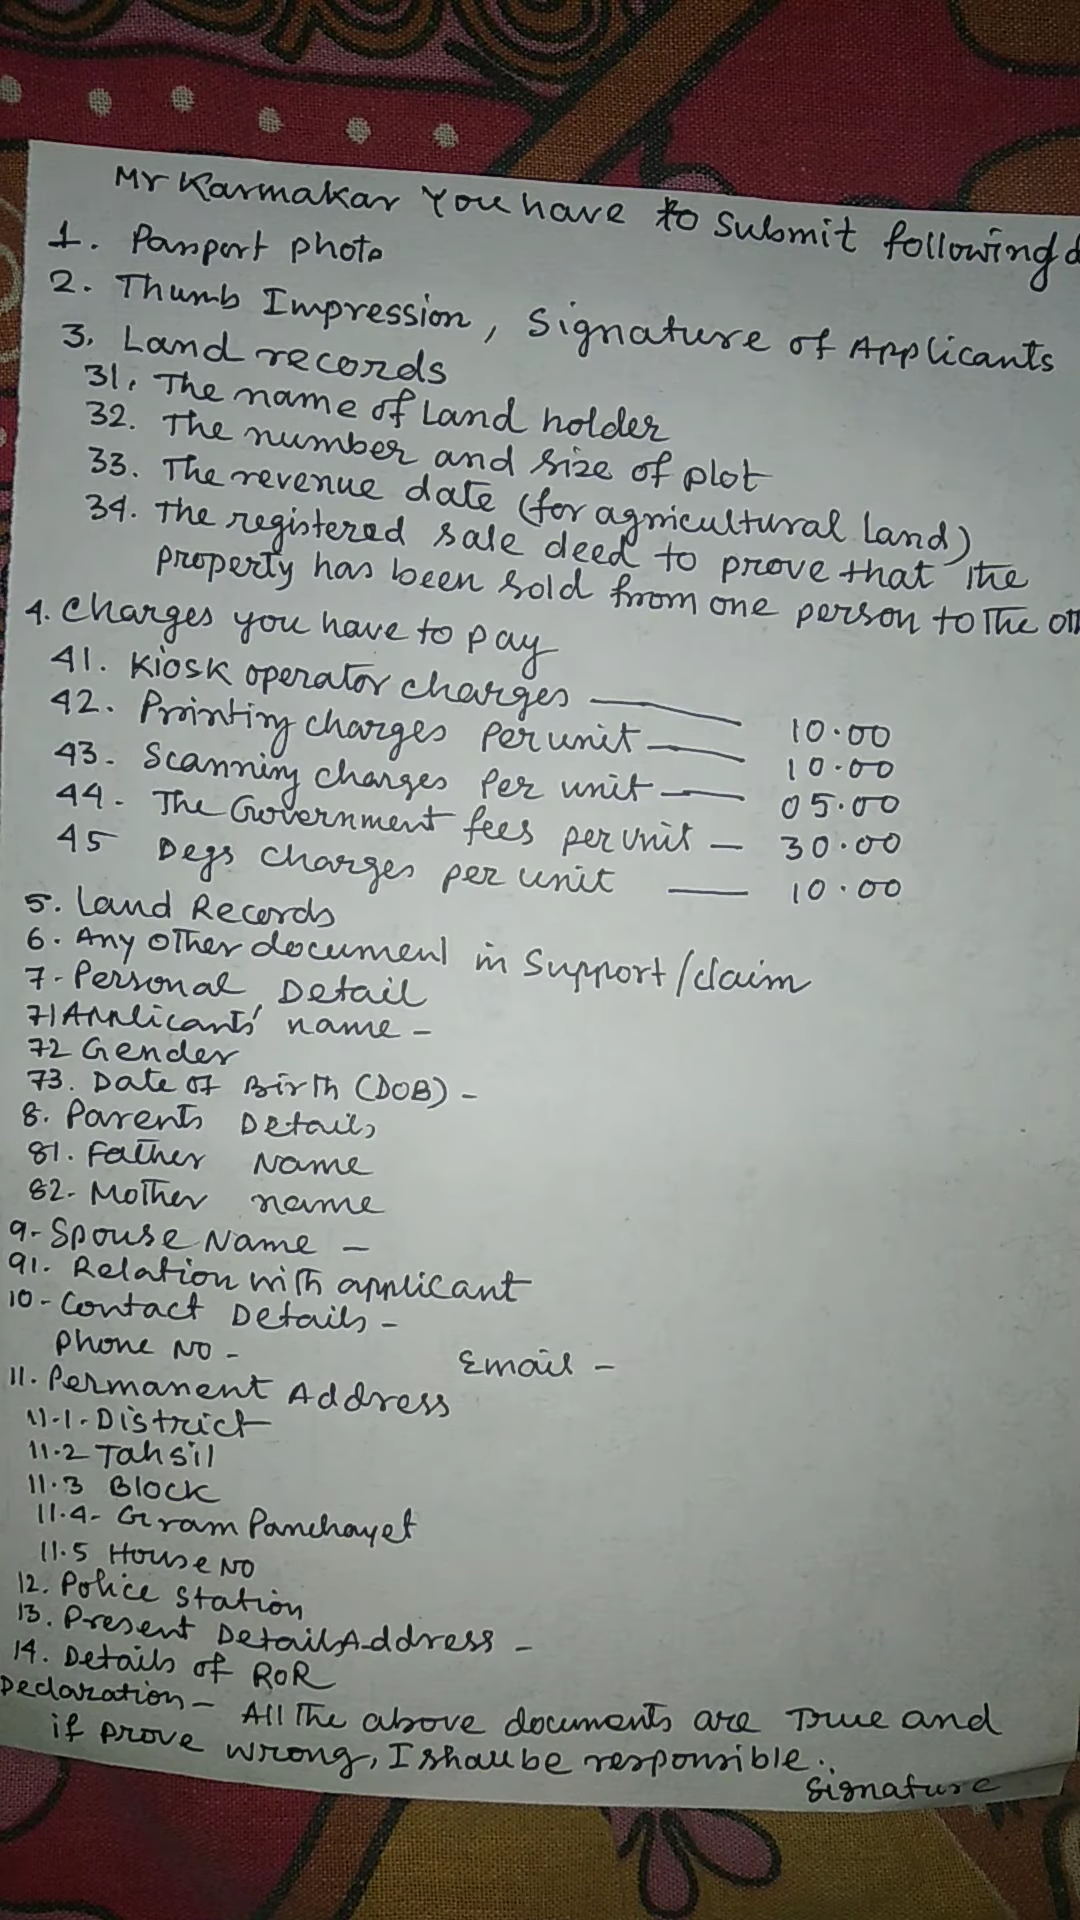 Mr Karmakar You have to submit following
1. Passport photo
2. Thumb Impression, Signature of Applicants
3. Land records
31. The name of Land holder
32. The number and size of plot
33. The revenue date (for agricultural Land)
34. The registered sale deed to prove that the
property has been sold from one person to The
4. Charges you have to pay
41. Kiosk operator charges — 10.00
42. Printing charges Per unit — 10.00
43. Scanning charges Per unit — 05.00
44. The Government fees per unit — 30.00
45 Degs charges per unit — 10.00
5. Land Records
6. Any other document in Support/claim
7. Personal Detail
71 Applicants' name -
72 Gender
73. Date of Birth (DOB) -
8. Parents Details
81. Father Name
82. Mother name
9- Spouse Name -
91. Relation with applicant
10- Contact Details -
Phone No - Email -
11. Permanent Address
11.1. District
11.2 Tahsil
11.3 Block
11.4- Gram Panchayet
11.5 House No
12. Police Station
13. Present Details Address -
14. Details of ROR
Declaration - All The above documents are True and
if prove wrong, I shall be responsible.
Signature